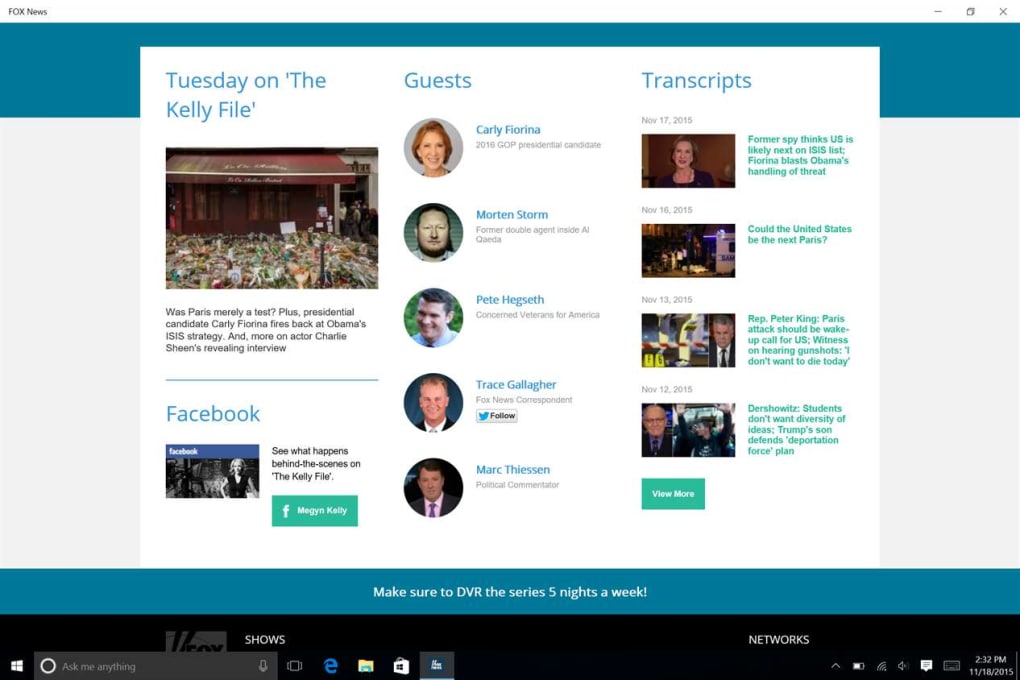 FOX News
Tuesday on 'The
Kelly File'
Was Paris merely a test? Plus, presidential
candidate Carly Fiorina fires back at Obama's
ISIS strategy. And, more on actor Charlie
Sheen's revealing interview
Facebook
facebook
See what happens
behind-the-scenes on
'The Kelly File'.
Megyn Kelly
Guests
Carly Fiorina
2016 GOP presidential candidate
Morten Storm
Former double agent inside Al
Qaeda
Pete Hegseth
Concerned Veterans for America
Trace Gallagher
Fox News Correspondent
Follow
Marc Thiessen
Political Commentator
Transcripts
Nov 17, 2015
Former spy thinks US is
likely next on ISIS list;
Fiorina blasts Obama's
handling of threat
Nov 16, 2015
Could the United States
be the next Paris?
Nov 13, 2015
Rep. Peter King: Paris
attack should be wake-
up call for US; Witness
on hearing gunshots: 'I
don't want to die today'
Nov 12, 2015
Dershowitz: Students
don't want diversity of
ideas; Trump's son
defends 'deportation
force' plan
View More
Make sure to DVR the series 5 nights a week!
FOX
SHOWS
NETWORKS
Ask me anything
2:32 PM
11/18/2015